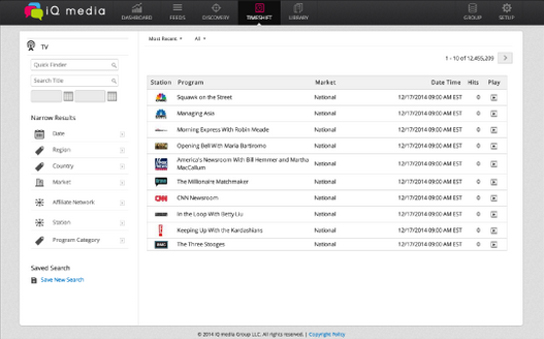 iQ media
DASHBOARD FEEDS DISCOVERY TIMESHIFT LIBRARY GROUP SETUP
TV
Quick Finder
Search Title
Narrow Results
Date
Region
Country
Market
Affiliate Network
Station
Program Category
Saved Search
Save New Search
Most Recent All
1 - 10 of 12,455,209
Station Program Market Date Time Hits Play
Squawk on the Street National 12/17/2014 09:00 AM EST 0
Managing Asia National 12/17/2014 09:00 AM EST 0
Morning Express With Robin Meade National 12/17/2014 09:00 AM EST 0
Opening Bell With Maria Bartiromo National 12/17/2014 09:00 AM EST 0
America's Newsroom With Bill Hemmer and Martha
MacCallum National 12/17/2014 09:00 AM EST 0
The Millionaire Matchmaker National 12/17/2014 09:00 AM EST 0
CNN CNN Newsroom National 12/17/2014 09:00 AM EST 0
In the Loop With Betty Liu National 12/17/2014 09:00 AM EST 0
Keeping Up With the Kardashians National 12/17/2014 09:00 AM EST 0
AMC The Three Stooges National 12/17/2014 09:00 AM EST 0
© 2014 iQ media Group LLC. All rights reserved. | Copyright Policy